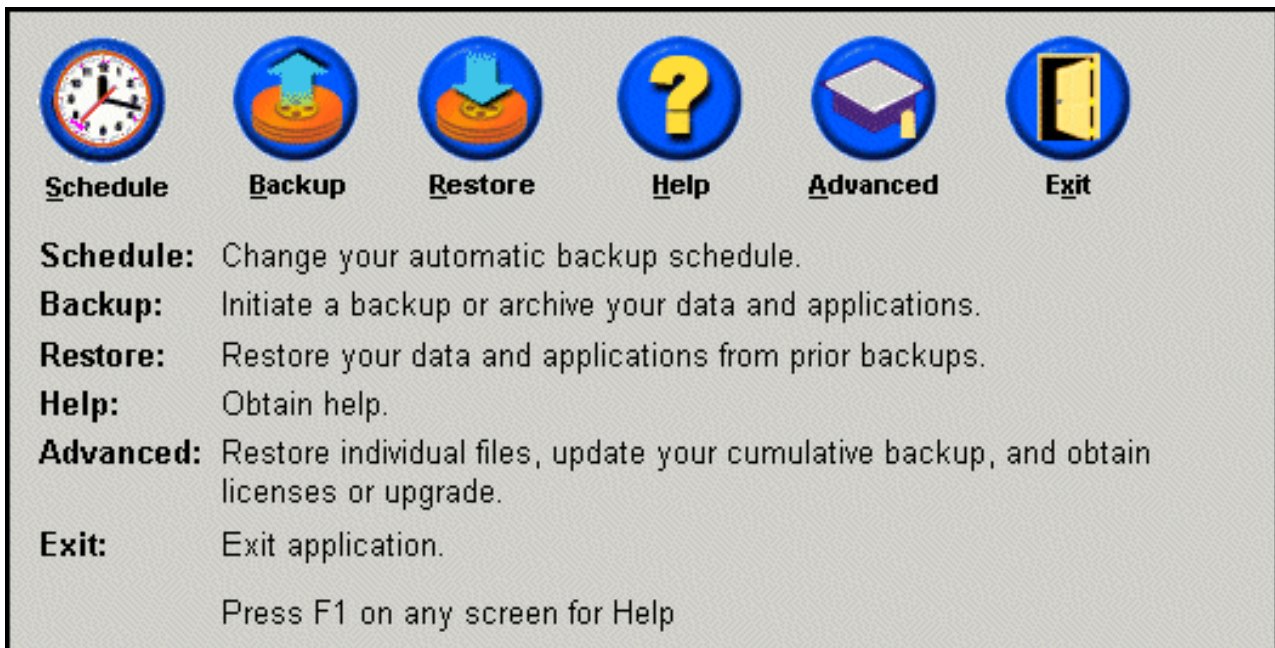 Schedule Backup Restore Help Advanced Exit
Schedule: Change your automatic backup schedule.
Backup: Initiate a backup or archive your data and applications.
Restore: Restore your data and applications from prior backups.
Help: Obtain help.
Advanced: Restore individual files, update your cumulative backup, and obtain
licenses or upgrade.
Exit: Exit application.
Press F1 on any screen for Help